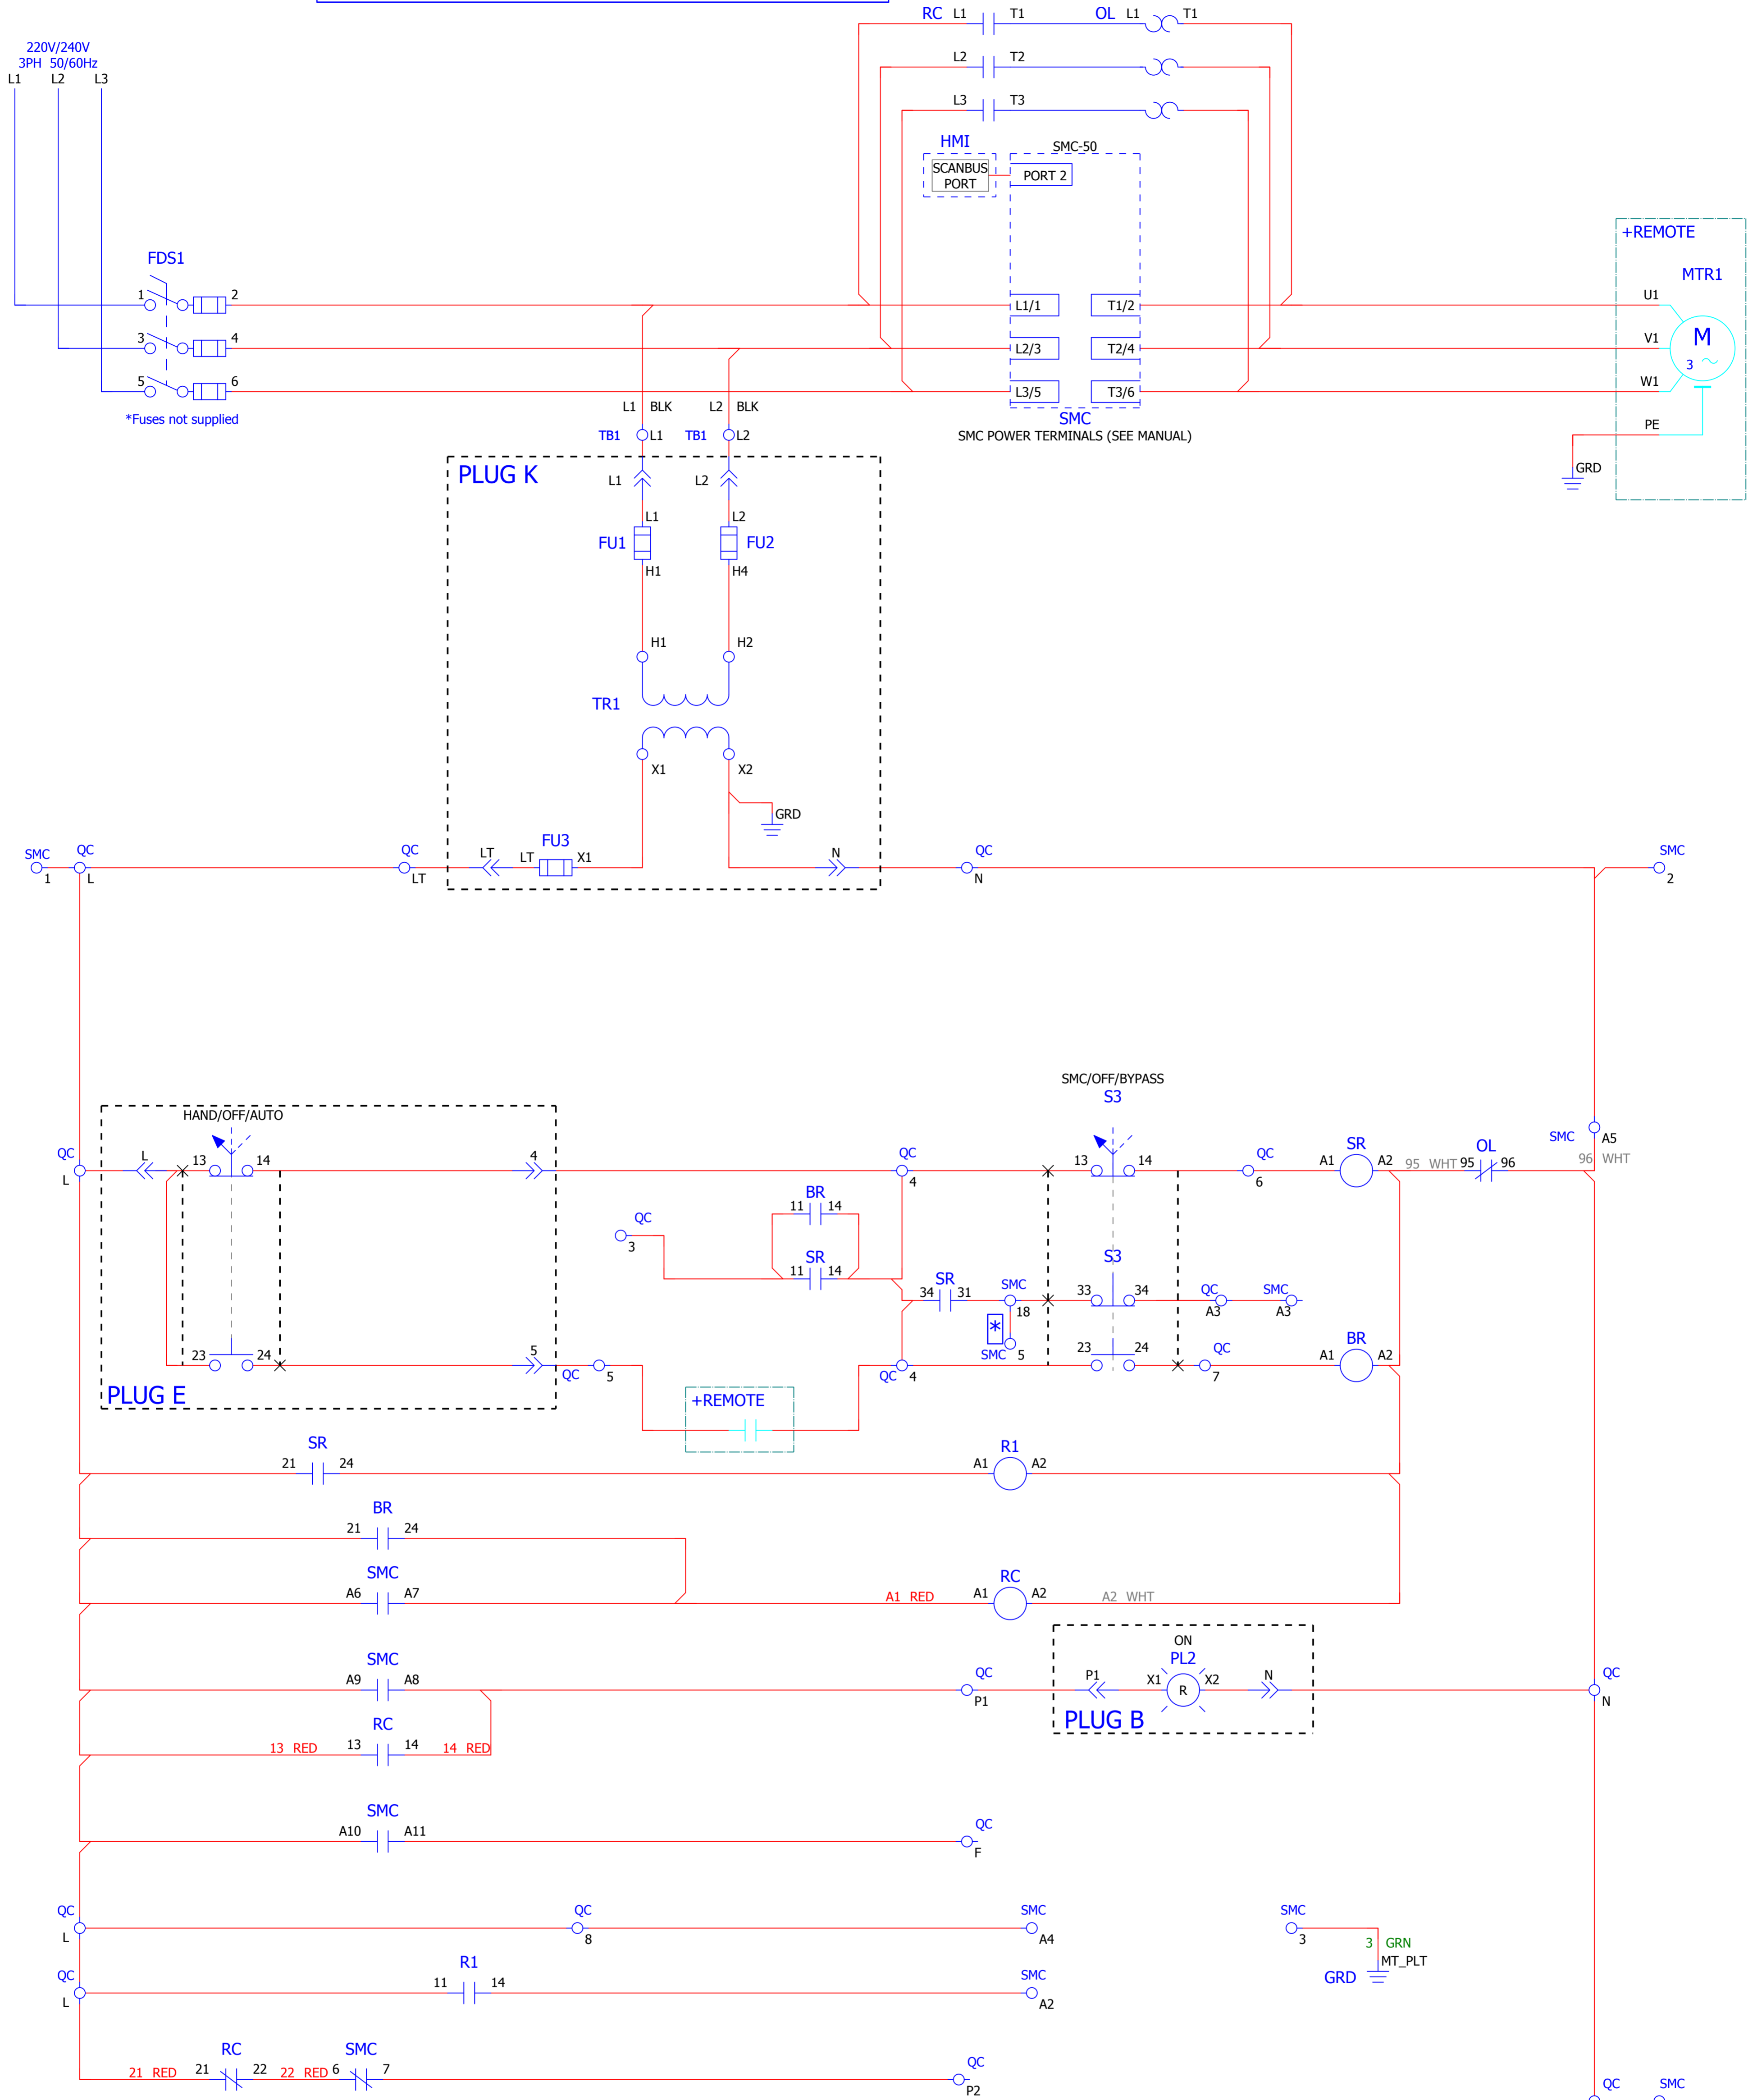 RC L1 T1 OL L1 T1
220V/240V
3PH 50/60Hz
L1 L2 L3
L2 T2
L3 T3
HMI
SMC-50
SCANBUS
PORT
PORT 2
+REMOTE
MTR1
FDS1
1 2
L1/1 T1/2
U1
3 4
L2/3 T2/4
V1
M
3
5 6
L3/5 T3/6
W1
*Fuses not supplied
L1 BLK L2 BLK
SMC
SMC POWER TERMINALS (SEE MANUAL)
PE
TB1 L1 TB1 L2
GRD
PLUG K
L1 L2
L1 L2
FU1 FU2
H1 H4
H1 H2
TR1
X1 X2
GRD
FU3
SMC QC QC LT LT X1 N QC SMC
1 L LT N 2
SMC/OFF/BYPASS
S3
HAND/OFF/AUTO
SMC A5
QC L 13 14 4 QC 13 14 QC SR A1 A2 95 WHT 95 OL 96 96 WHT
L 4 6
BR
11 14
QC
3
SR
11 14
S3
SR
34 31 SMC 33 34 QC SMC
18 A3 A3
*
SMC 5
23 24 5 QC 5 QC 4 23 24 QC 7 BR A1 A2
PLUG E
+REMOTE
SR
21 24
R1
A1 A2
BR
21 24
SMC
A6 A7
RC
A1 RED A1 A2 A2 WHT
ON
SMC
A9 A8
QC
P1
P1 X1 PL2 X2 N
R
QC
N
PLUG B
RC
13 RED 13 14 14 RED
SMC
A10 A11
QC
F
QC QC SMC SMC
L 8 A4 3
3 GRN
MT_PLT
GRD
QC R1 SMC
L 11 14 A2
RC SMC
21 RED 21 22 22 RED 6 7
QC
P2
QC SMC